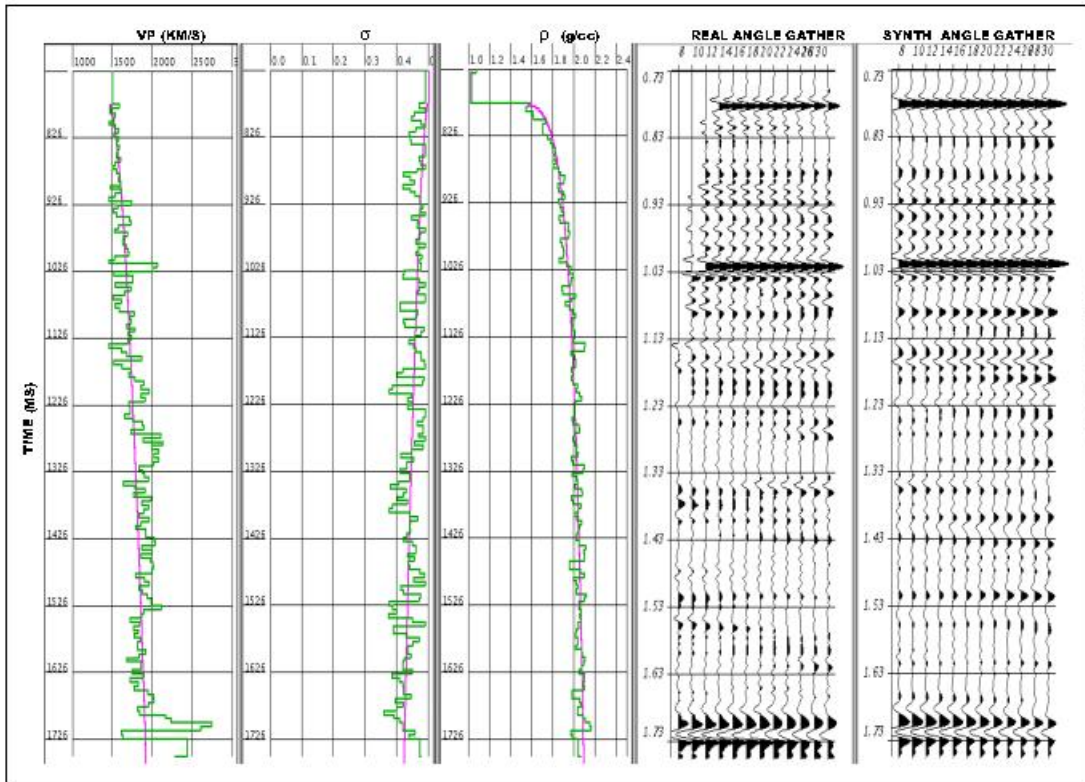 VP (KM/S)
σ
ρ (g/cc)
REAL ANGLE GATHER
SYNTH ANGLE GATHER
1000 1500 2000 2500 3
0.0 0.1 0.2 0.3 0.4 0.
1.0 1.2 1.4 1.6 1.8 2.0 2.2 2.4
8 10 12 14 16 18 20 22 24 26 30
8 10 12 14 16 18 20 22 24 26 28 30
0.73 0.73
826 826 826 0.83 0.83
926 926 926 0.93 0.93
1026 1026 1026 1.03 1.03
1126 1126 1126 1.13 1.13
1226 1226 1226 1.23 1.23
1326 1326 1326 1.33 1.33
1426 1426 1426 1.43 1.43
1526 1526 1526 1.53 1.53
1626 1626 1626 1.63 1.63
1726 1726 1726 1.73 1.73
TIME (MS)